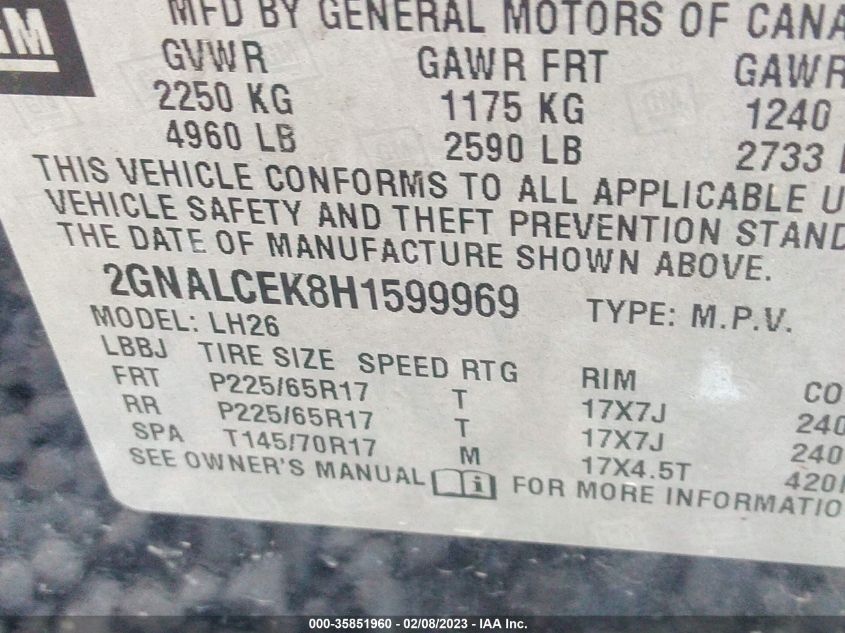 GM
MFD BY GENERAL MOTORS OF CANA
GVWR GAWR FRT GAWR
2250 KG 1175 KG 1240
4960 LB 2590 LB 2733
THIS VEHICLE CONFORMS TO ALL APPLICABLE U
VEHICLE SAFETY AND THEFT PREVENTION STAND
THE DATE OF MANUFACTURE SHOWN ABOVE.
2GNALCEK8H1599969 TYPE: M.P.V.
MODEL: LH26
LBBJ TIRE SIZE SPEED RTG RIM CO
FRT P225/65R17 T 17X7J 240
RR P225/65R17 T 17X7J 240
SPA T145/70R17 M 17X4.5T 420
SEE OWNER'S MANUAL i FOR MORE INFORMATIO
000-35851960 - 02/08/2023 - IAA Inc.